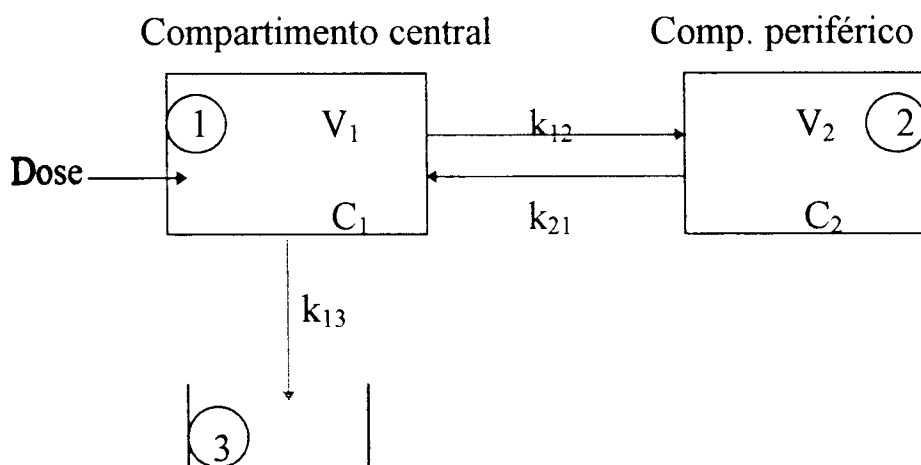 Compartimento central Comp. periférico
1 V₁ k₁₂ V₂ 2
Dose
C₁ k₂₁ C₂
k₁₃
3